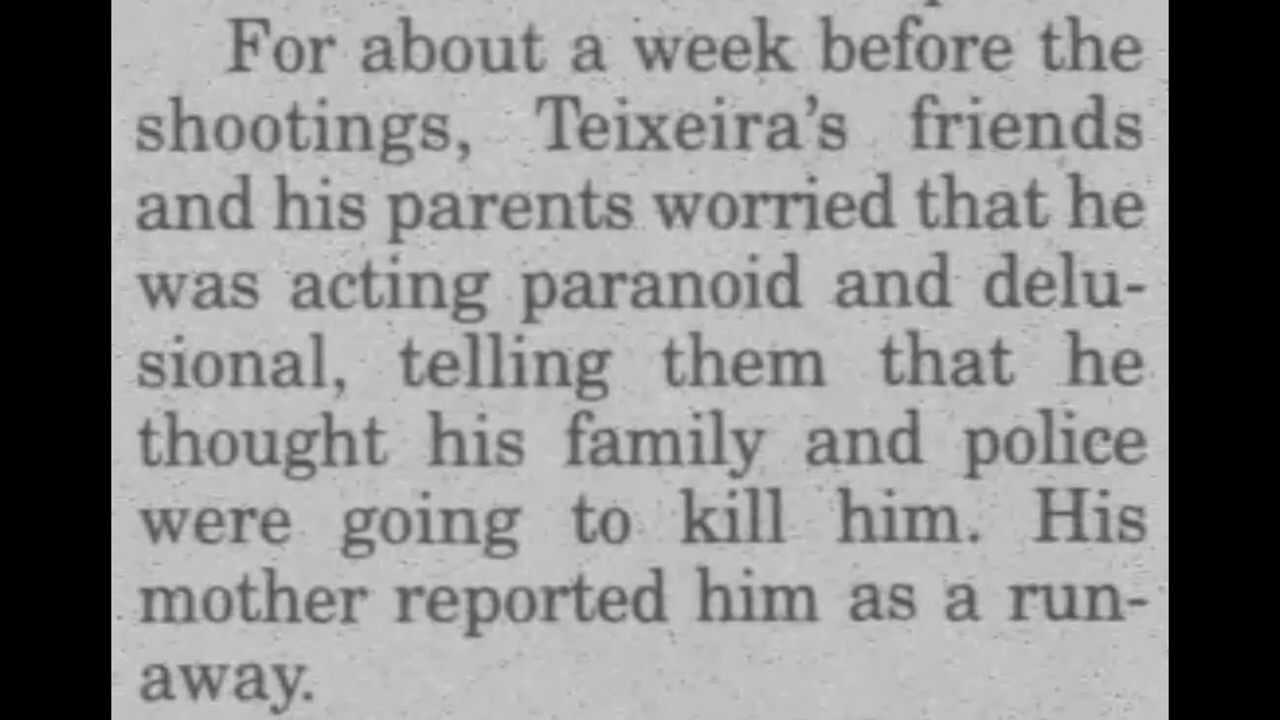 For about a week before the
shootings, Teixeira's friends
and his parents worried that he
was acting paranoid and delu-
sional, telling them that he
thought his family and police
were going to kill him. His
mother reported him as a run-
away.